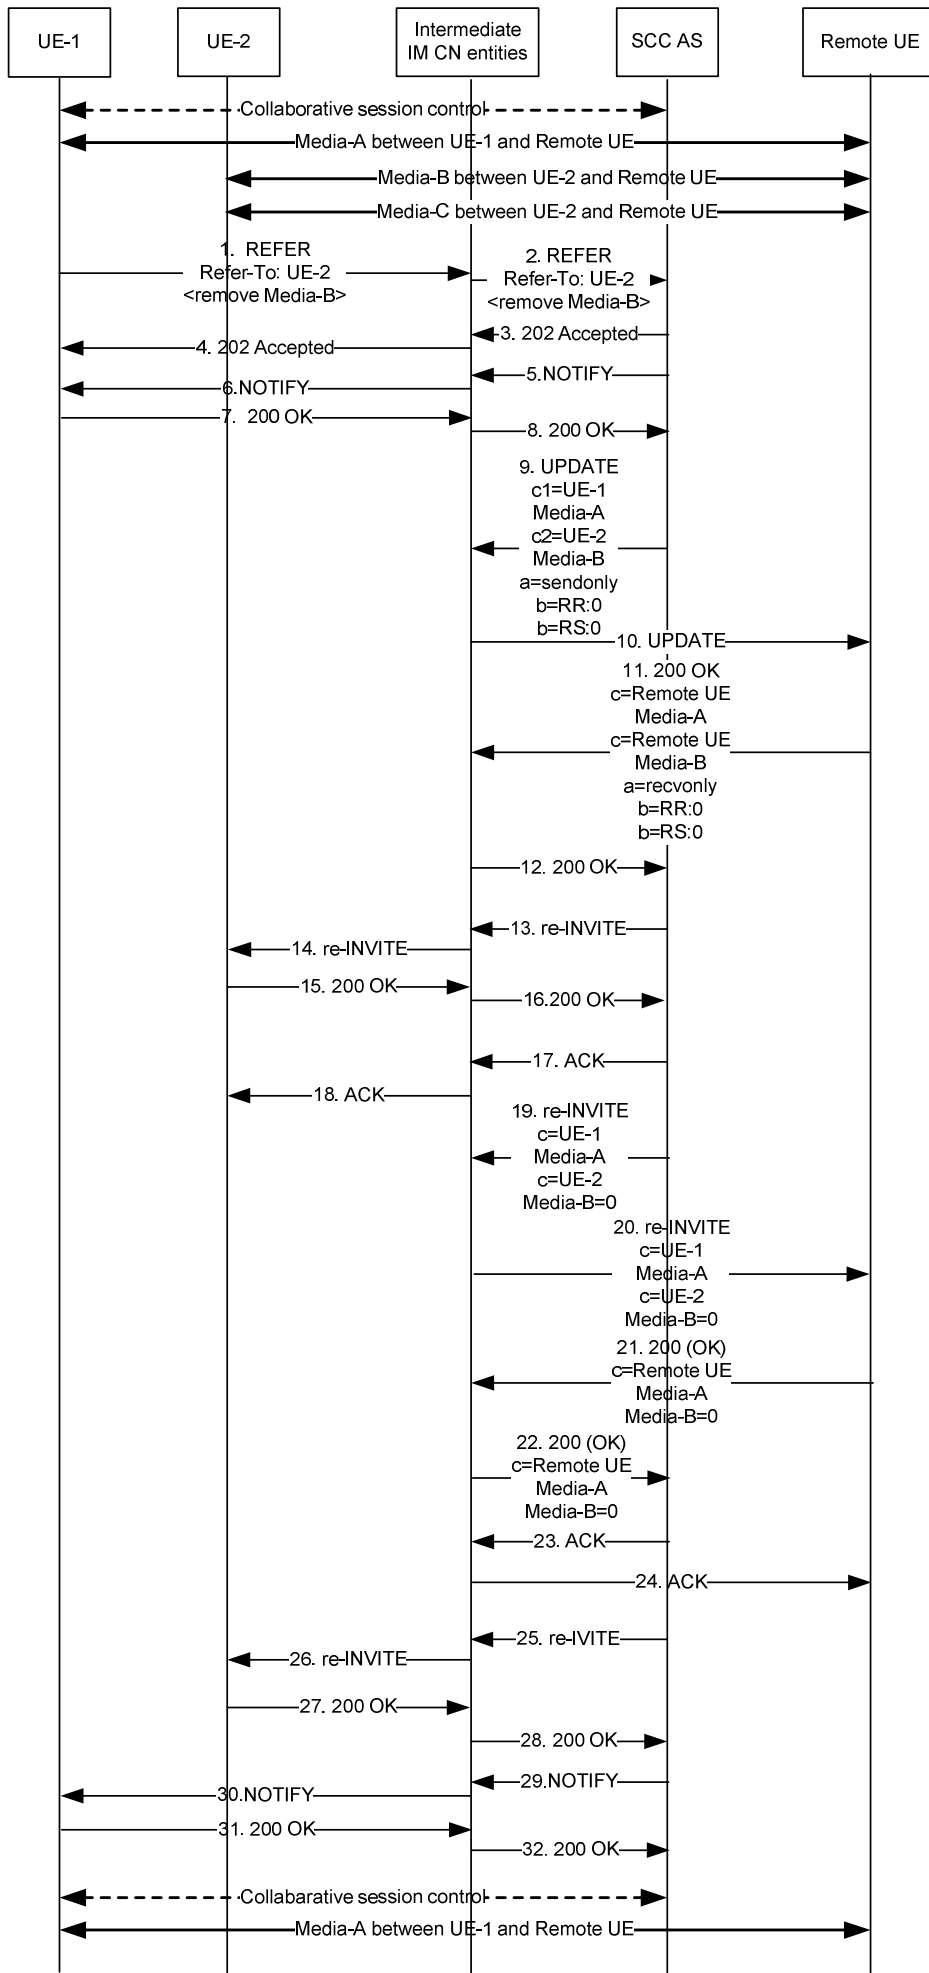 UE-1
UE-2
Intermediate
IM CN entities
SCC AS
Remote UE
Collaborative session control
Media-A between UE-1 and Remote UE
Media-B between UE-2 and Remote UE
Media-C between UE-2 and Remote UE
1. REFER
Refer-To: UE-2
<remove Media-B>
2. REFER
Refer-To: UE-2
<remove Media-B>
3. 202 Accepted
4. 202 Accepted
5.NOTIFY
6.NOTIFY
7. 200 OK
8. 200 OK
9. UPDATE
c1=UE-1
Media-A
c2=UE-2
Media-B
a=sendonly
b=RR:0
b=RS:0
10. UPDATE
11. 200 OK
c=Remote UE
Media-A
c=Remote UE
Media-B
a=recvonly
b=RR:0
b=RS:0
12. 200 OK
13. re-INVITE
14. re-INVITE
15. 200 OK
16.200 OK
17. ACK
18. ACK
19. re-INVITE
c=UE-1
Media-A
c=UE-2
Media-B=0
20. re-INVITE
c=UE-1
Media-A
c=UE-2
Media-B=0
21. 200 (OK)
c=Remote UE
Media-A
Media-B=0
22. 200 (OK)
c=Remote UE
Media-A
Media-B=0
23. ACK
24. ACK
25. re-IVITE
26. re-INVITE
27. 200 OK
28. 200 OK
29.NOTIFY
30.NOTIFY
31. 200 OK
32. 200 OK
Collabarative session control
Media-A between UE-1 and Remote UE